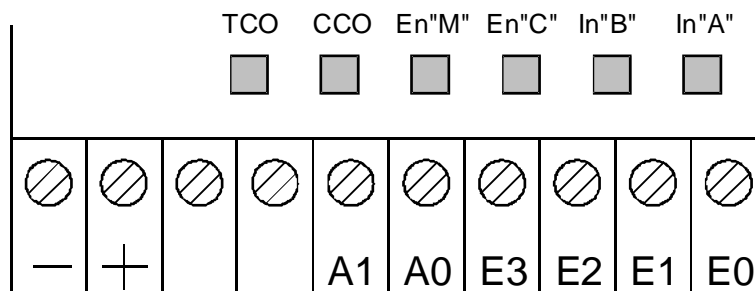 TCO CCO En"M" En"C" In"B" In"A"
− + A1 A0 E3 E2 E1 E0